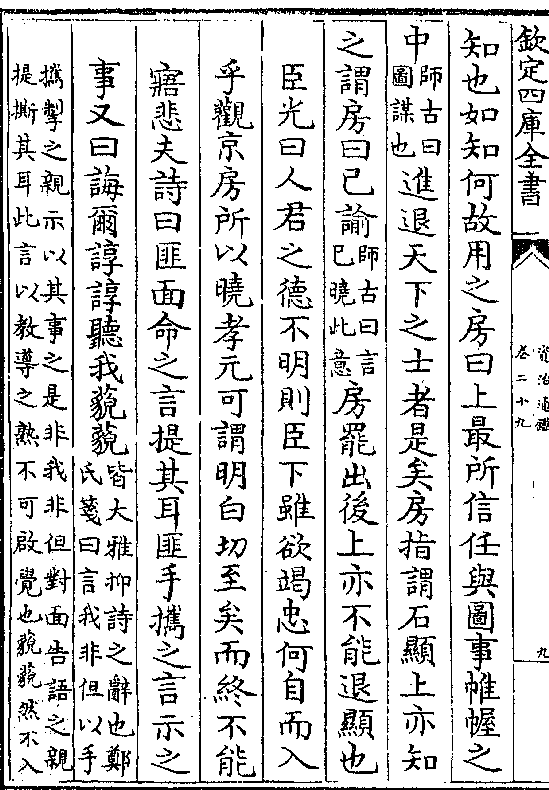 欽定四庫全書
資治通鑑
卷二十九
九
知也如知何故用之房曰上最所信任與圖事帷幄之
中師古曰圖謀也進退天下之士者是矣房指謂石顯上亦知
之謂房曰已諭師古曰言已曉此意房罷出後上亦不能退顯也
臣光曰人君之德不明則臣下雖欲竭忠何自而入
乎觀京房所以曉孝元可謂明白切至矣而終不能
寤悲夫詩曰匪面命之言提其耳匪手攜之言示之
事又曰誨爾諄諄聽我藐藐皆大雅抑詩之辭也鄭氏箋曰言我非但以手
攜掣之親示以其事之是非我非但對面告語之親提撕其耳此言以教導之熟不可啟覺也藐藐然不入